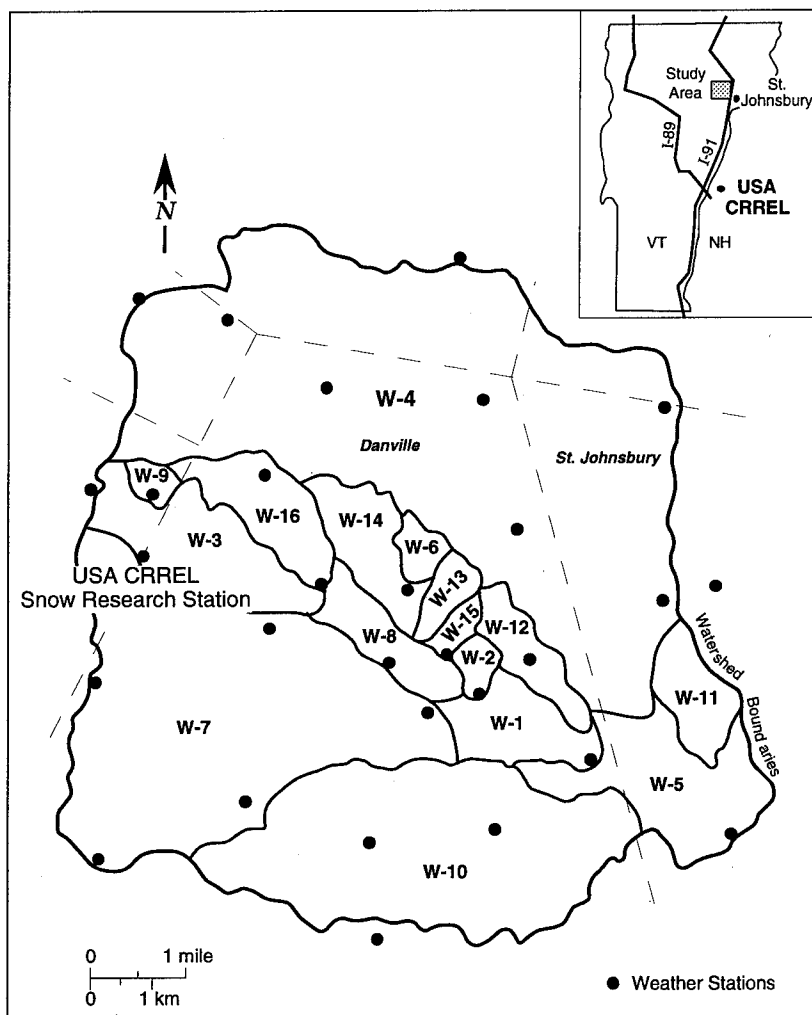 Study
Area
St.
Johnsbury
I-89
I-91
USA
CRREL
VT
NH
N
W-4
Danville
St. Johnsbury
W-9
W-16
W-14
W-3
W-6
W-13
USA CRREL
Snow Research Station
W-15
W-12
W-8
W-2
Watershed
Bound aries
W-11
W-7
W-1
W-5
W-10
0 1 mile
0 1 km
Weather Stations